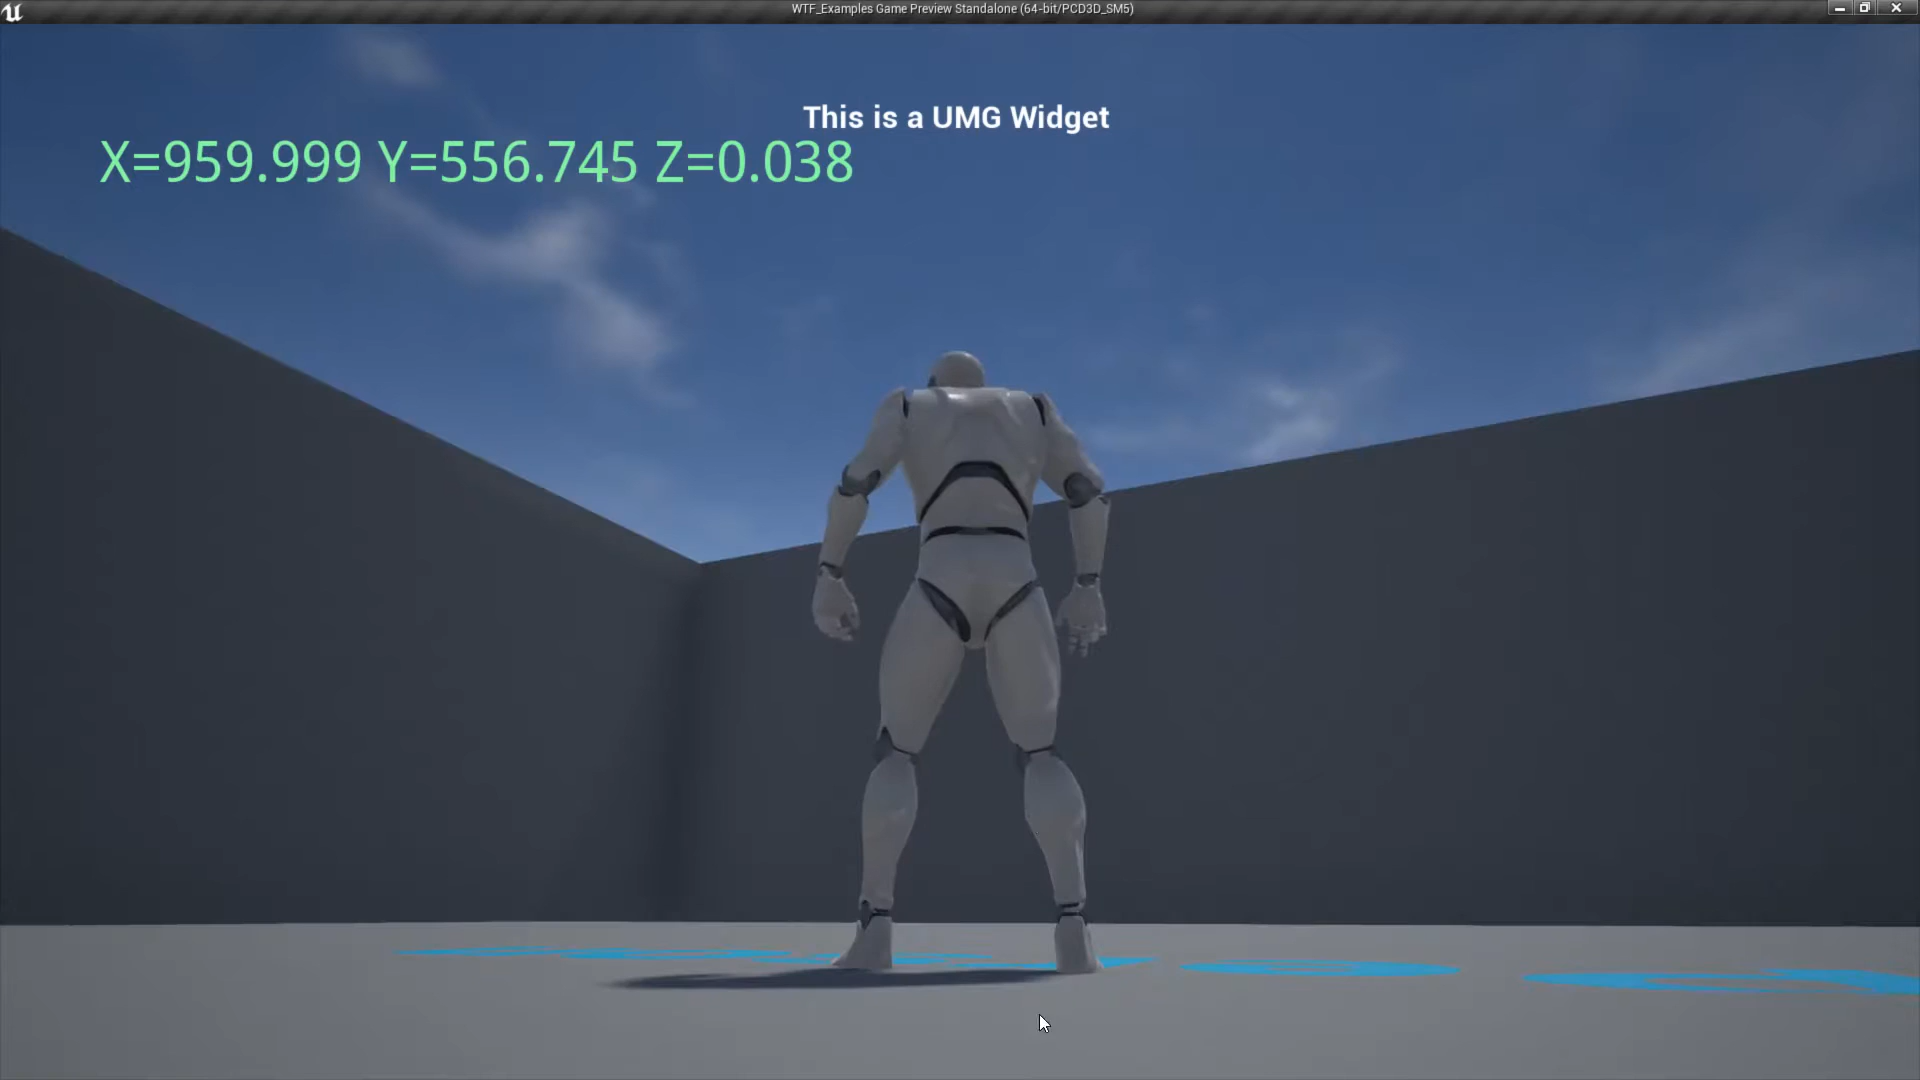 WTF_Examples Game Preview Standalone (64-bit/PCD3D_SM5)
This is a UMG Widget
X=959.999 Y=556.745 Z=0.038